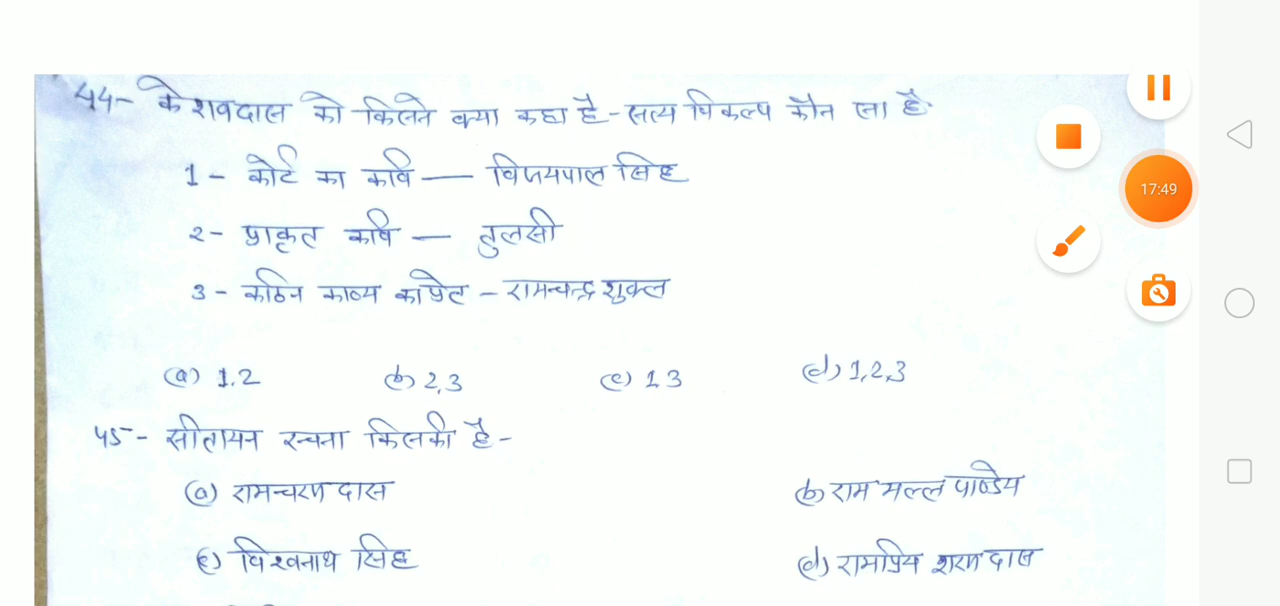 44- केशवदास को किसने क्या कहा है - सत्य विकल्प कौन सा है
1 - कोर्ट का कवि — विजयपाल सिंह
२ - प्राकृत कवि — तुलसी
3 - कठिन काव्य का प्रेत - रामचन्द्र शुक्ल
(a) 1,2 (b) 2,3 (c) 1,3 (d) 1,2,3
45- सीतायन रचना किसकी है -
(a) रामचरण दास (b) राम मल्ल पाण्डेय
(c) विश्वनाथ सिंह (d) रामप्रिय शरण दास
17:49